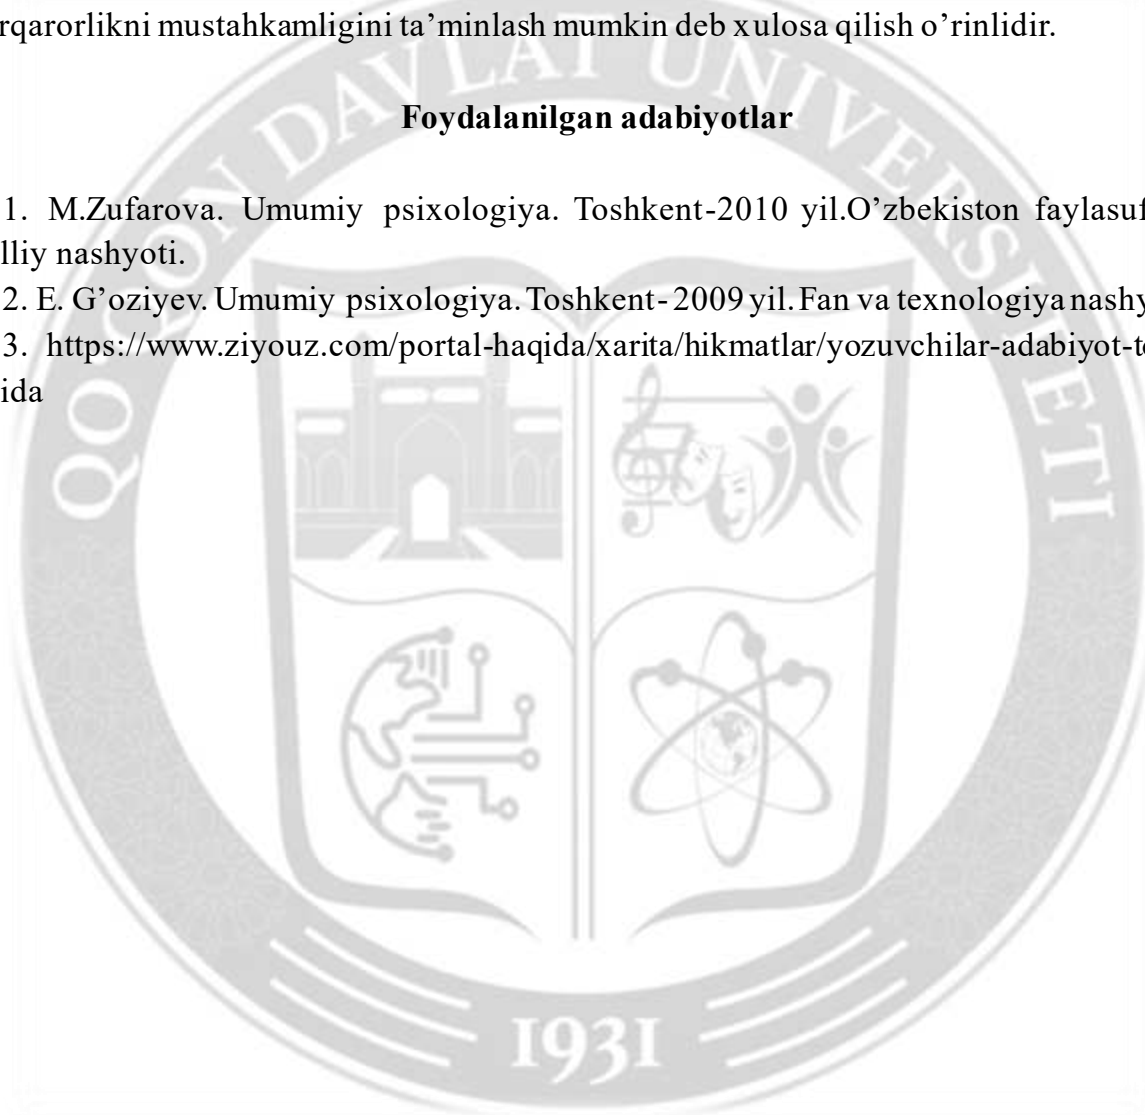 rqarorlikni mustahkamligini ta’minlash mumkin deb xulosa qilish o’rinlidir.
Foydalanilgan adabiyotlar
1. M.Zufarova. Umumiy psixologiya. Toshkent-2010 yil.O’zbekiston faylasuf
lliy nashyoti.
2. E. G’oziyev. Umumiy psixologiya. Toshkent- 2009 yil. Fan va texnologiya nashy
3. https://www.ziyouz.com/portal-haqida/xarita/hikmatlar/yozuvchilar-adabiyot-t
ida
QO‘QON DAVLAT UNIVERSITETI
1931